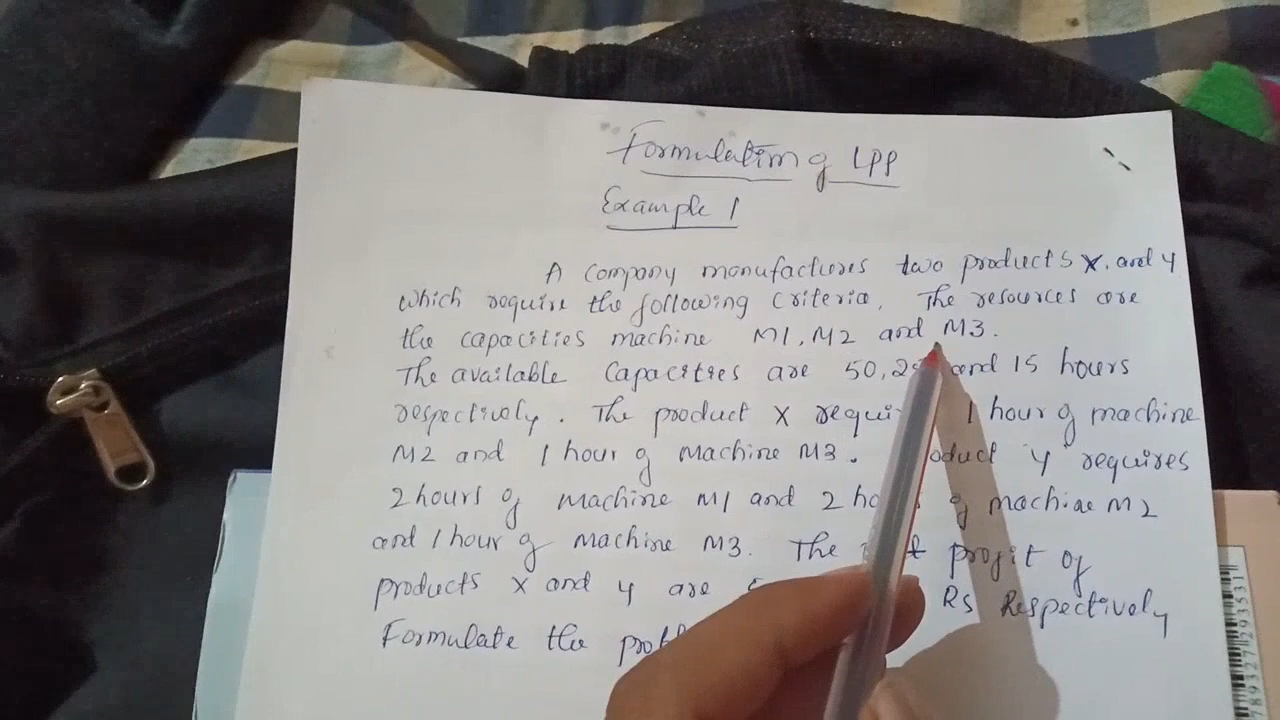 Formulation of LPP
Example 1
A company manufactures two products X, and Y
which require the following criteria. The resources are
the capacities machine M1, M2 and M3.
The available capacities are 50, and 15 hours
respectively. The product X 1 hour of machine
M2 and 1 hour of machine M3. Y requires
2 hours of machine M1 and 2 of machine M2
and 1 hour of machine M3. The profit of
products X and Y are RS Respectively
Formulate the
789327293531